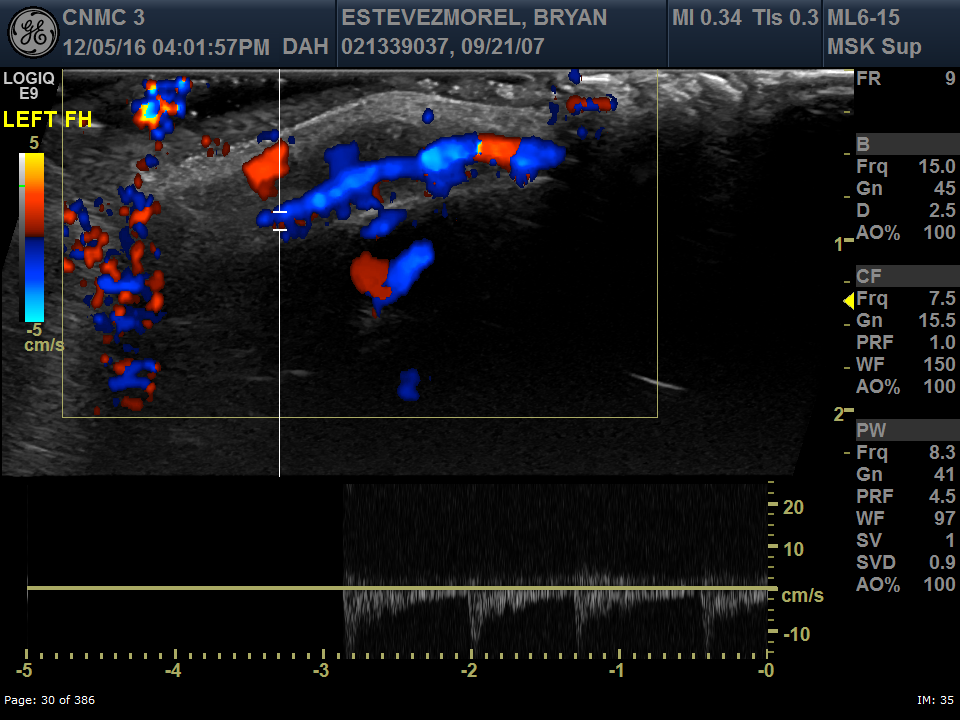 CNMC 3
12/05/16 04:01:57PM DAH
ESTEVEZMOREL, BRYAN
021339037, 09/21/07
MI 0.34 TIs 0.3
ML6-15
MSK Sup
LOGIQ
E9
LEFT FH
5
-5
cm/s
1
2
FR 9
B
Frq 15.0
Gn 45
D 2.5
AO% 100
CF
Frq 7.5
Gn 15.5
PRF 1.0
WF 150
AO% 100
PW
Frq 8.3
Gn 41
PRF 4.5
WF 97
SV 1
SVD 0.9
AO% 100
20
10
cm/s
-10
-5 -4 -3 -2 -1 -0
Page: 30 of 386
IM: 35